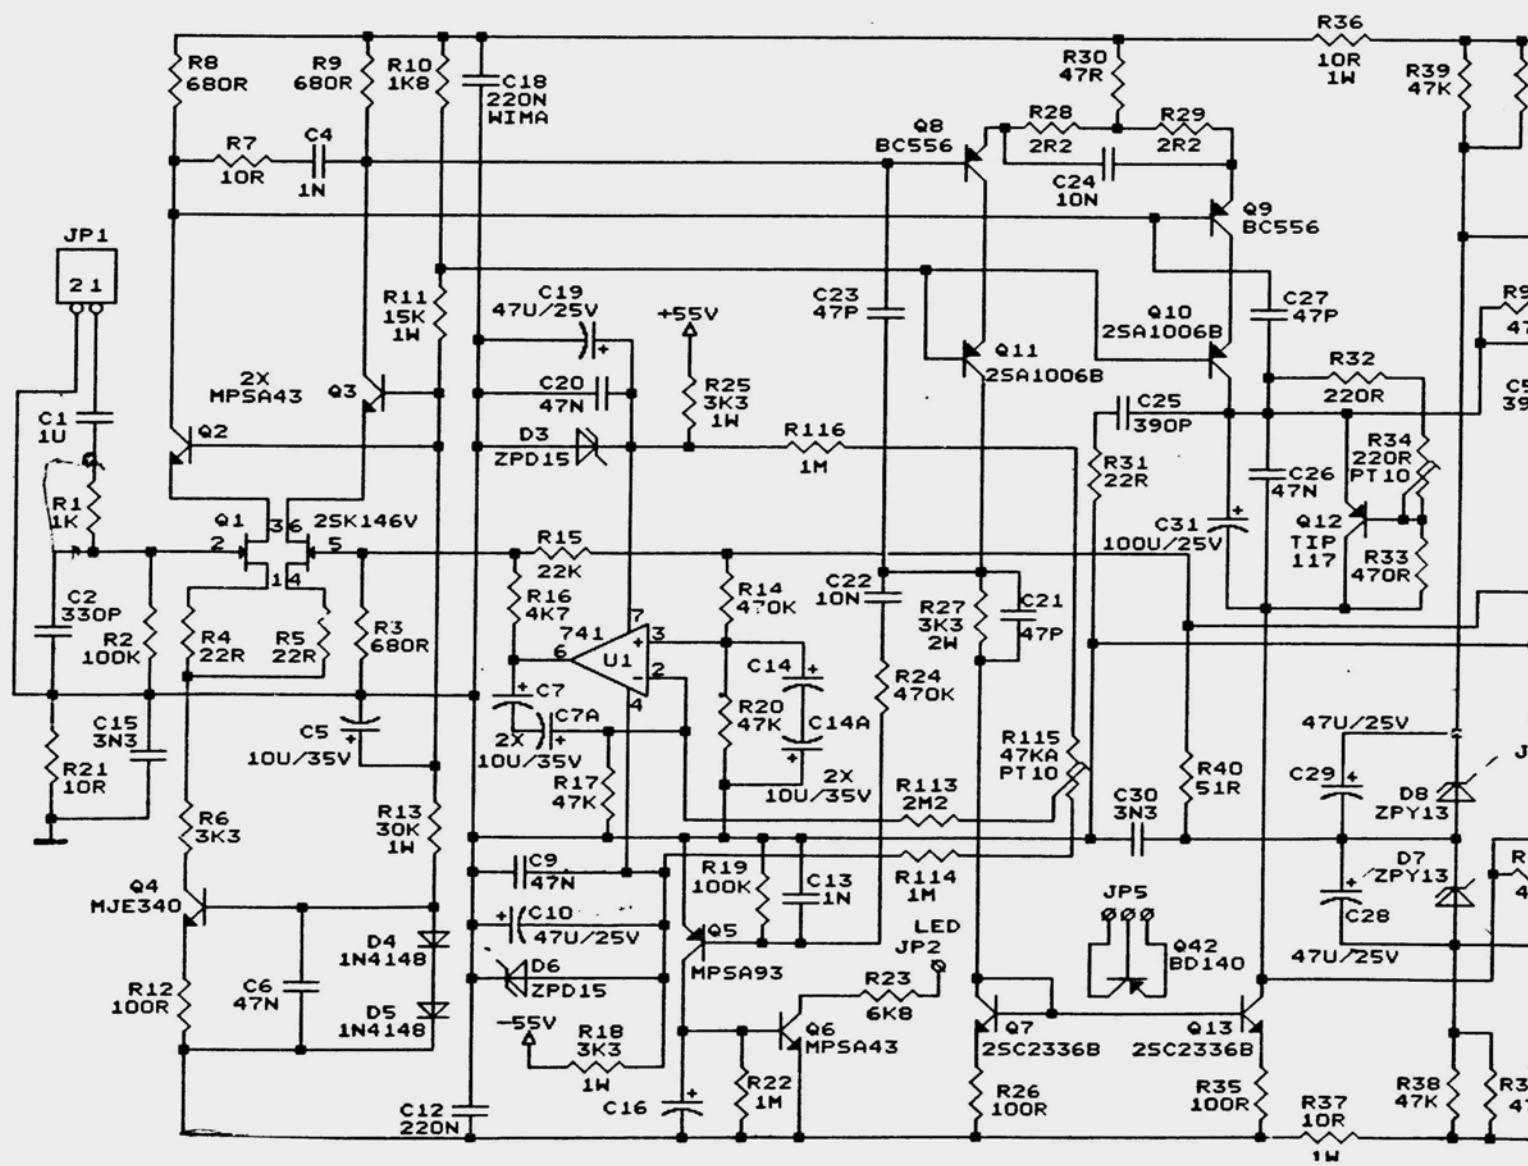 R36
10R
1W
R8
680R
R9
680R
R10
1K8
C18
220N
WIMA
R30
47R
R39
47K
R7
10R
C4
1N
Q8
BC556
R28
2R2
R29
2R2
C24
10N
Q9
BC556
JP1
2 1
R11
15K
1W
C19
47U/25V
+55V
C23
47P
Q10
2SA1006B
C27
47P
2X
MPSA43
Q3
C20
47N
R25
3K3
1W
Q11
2SA1006B
R32
220R
C1
1U
Q2
D3
ZPD15
R116
1M
C25
390P
R31
22R
C26
47N
R34
220R
PT10
R1
1K
Q1
2SK146V
3 6
2
5
1 4
R15
22K
C31
100U/25V
Q12
TIP
117
R33
470R
C2
330P
R2
100K
R4
22R
R5
22R
R3
680R
R16
4K7
R14
470K
C22
10N
R27
3K3
2W
C21
47P
741
U1
7
3
+
6
2
-
4
C7
C7A
2X
10U/35V
C14
C14A
R20
47K
2X
10U/35V
R24
470K
C15
3N3
C5
10U/35V
R21
10R
R17
47K
R113
2M2
R115
47KA
PT10
R40
51R
47U/25V
C29
D8
ZPY13
R6
3K3
R13
30K
1W
C30
3N3
C9
47N
R19
100K
C13
1N
R114
1M
D7
ZPY13
C28
47U/25V
Q4
MJE340
C10
47U/25V
Q5
MPSA93
LED
JP2
JP5
Q42
BD140
D4
1N4148
D6
ZPD15
R12
100R
C6
47N
D5
1N4148
-55V
R18
3K3
1W
R23
6K8
Q6
MPSA43
Q7
2SC2336B
Q13
2SC2336B
C12
220N
C16
R22
1M
R26
100R
R35
100R
R37
10R
1W
R38
47K